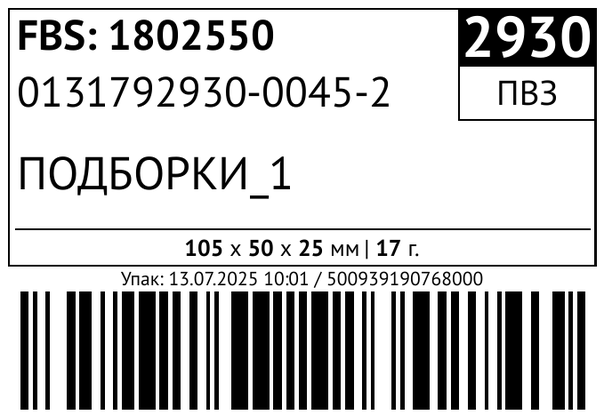 FBS: 1802550
2930
0131792930-0045-2
ПВЗ
ПОДБОРКИ_1
105 x 50 x 25 мм | 17 г.
Упак: 13.07.2025 10:01 / 500939190768000